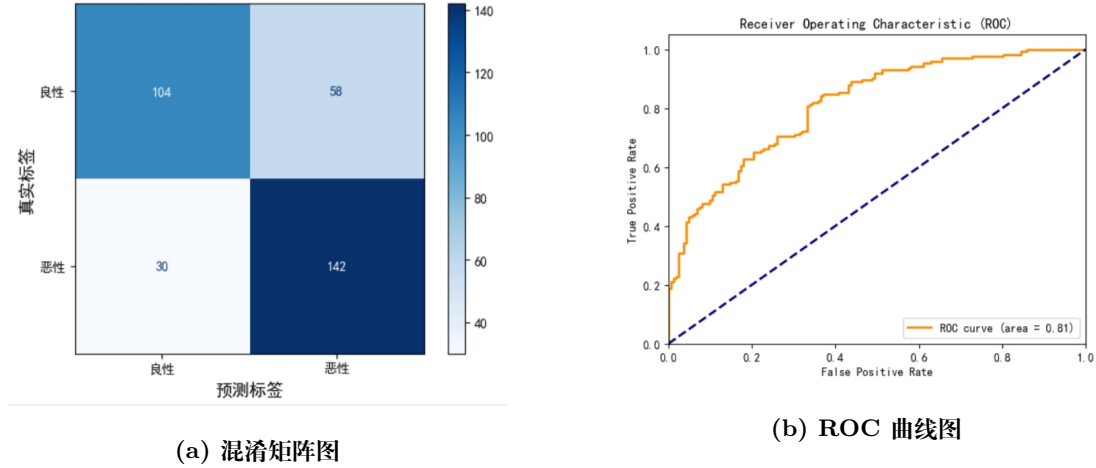 良性
104
58
真实标签
恶性
30
142
良性
恶性
预测标签
140
120
100
80
60
40
(a) 混淆矩阵图
Receiver Operating Characteristic (ROC)
1.0
0.8
0.6
0.4
0.2
0.0
True Positive Rate
ROC curve (area = 0.81)
0.0
0.2
0.4
0.6
0.8
1.0
False Positive Rate
(b) ROC 曲线图